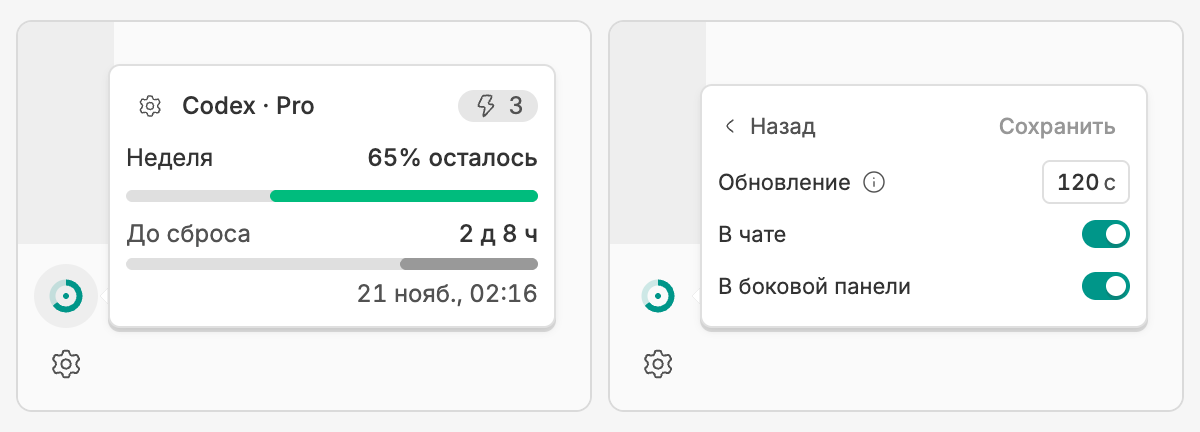 Codex · Pro
3
Неделя
65% осталось
До сброса
2 д 8 ч
21 нояб., 02:16
Назад
Сохранить
Обновление
120 с
В чате
В боковой панели